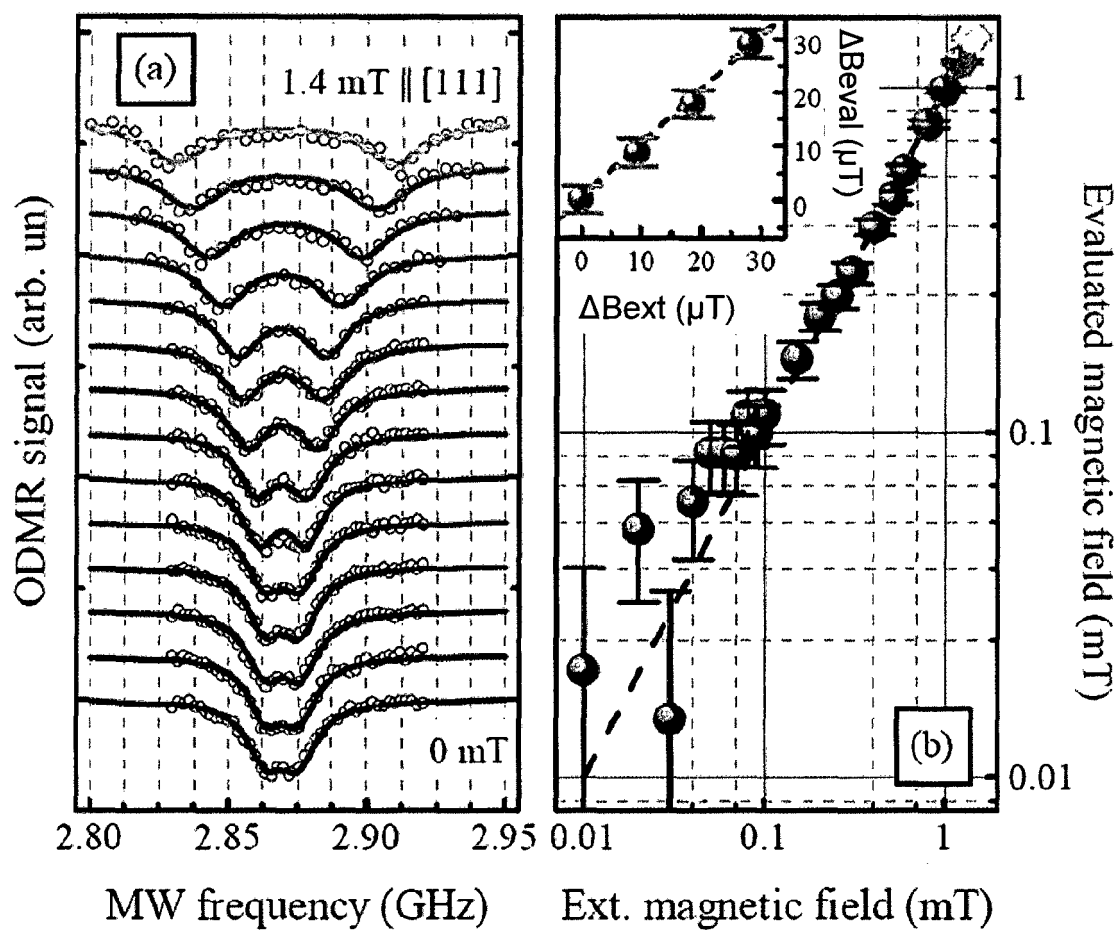 (a)
1.4 mT || [111]
0 mT
ODMR signal (arb. un)
2.80
2.85
2.90
2.95
MW frequency (GHz)
30
20
10
0
ΔBeval (µT)
0
10
20
30
ΔBext (µT)
1
0.1
0.01
Evaluated magnetic field (mT)
(b)
0.01
0.1
1
Ext. magnetic field (mT)